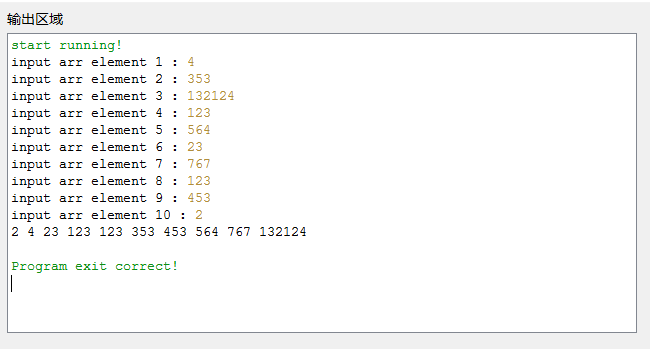 输出区域
start running!
input arr element 1 : 4
input arr element 2 : 353
input arr element 3 : 132124
input arr element 4 : 123
input arr element 5 : 564
input arr element 6 : 23
input arr element 7 : 767
input arr element 8 : 123
input arr element 9 : 453
input arr element 10 : 2
2 4 23 123 123 353 453 564 767 132124
Program exit correct!